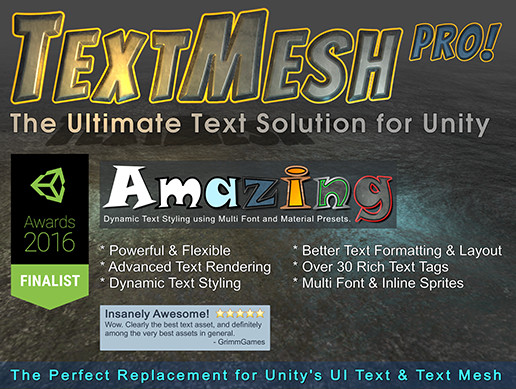 TextMesh PRO!
The Ultimate Text Solution for Unity
Awards
2016
FINALIST
Amazing
Dynamic Text Styling using Multi Font and Material Presets.
* Powerful & Flexible
* Advanced Text Rendering
* Dynamic Text Styling
* Better Text Formatting & Layout
* Over 30 Rich Text Tags
* Multi Font & Inline Sprites
Insanely Awesome!
Wow. Clearly the best text asset, and definitely
among the very best assets in general.
- GrimmGames
The Perfect Replacement for Unity's UI Text & Text Mesh